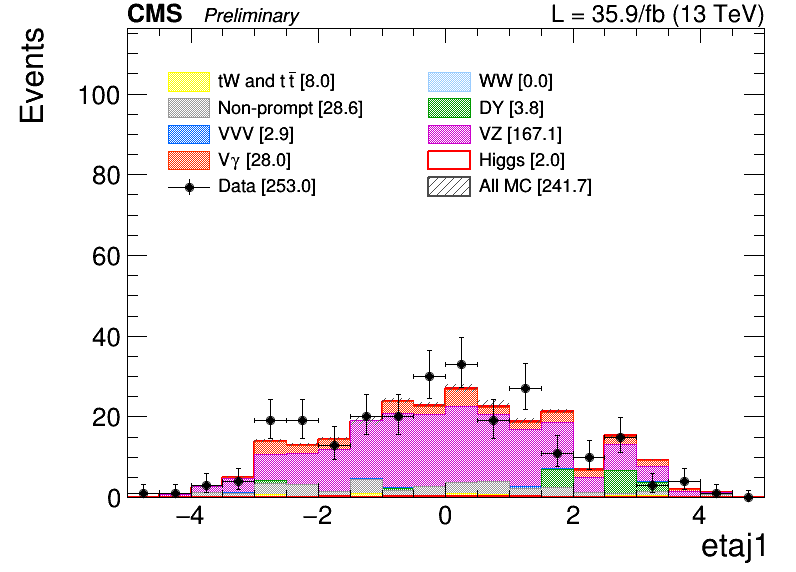 CMS Preliminary L = 35.9/fb (13 TeV)
Events
tW and t t̄ [8.0] WW [0.0]
Non-prompt [28.6] DY [3.8]
VVV [2.9] VZ [167.1]
Vγ [28.0] Higgs [2.0]
Data [253.0] All MC [241.7]
100
80
60
40
20
0
−4 −2 0 2 4
etaj1